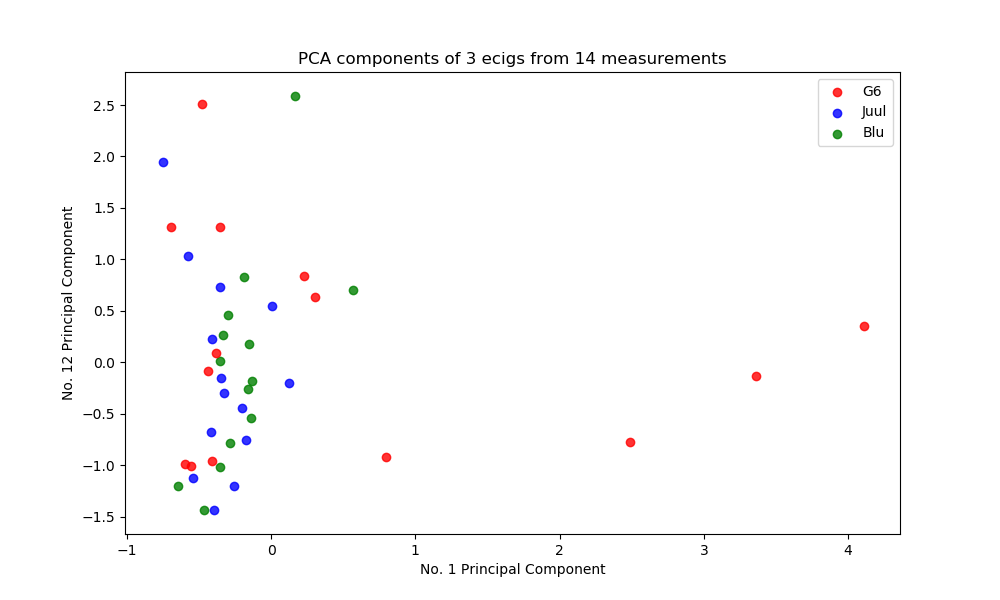 PCA components of 3 ecigs from 14 measurements
G6
Juul
Blu
2.5
2.0
1.5
1.0
0.5
0.0
−0.5
−1.0
−1.5
No. 12 Principal Component
−1
0
1
2
3
4
No. 1 Principal Component